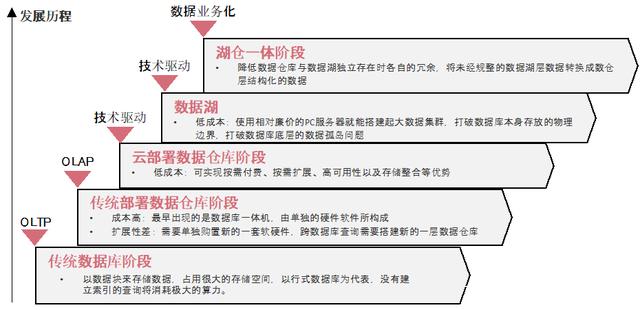 发展历程
数据业务化
湖仓一体阶段
• 降低数据仓库与数据湖独立存在时各自的冗余，将未经规整的数据湖层数据转换成数仓
层结构化的数据
技术驱动
数据湖
• 低成本：使用相对廉价的PC服务器就能搭建起大数据集群，打破数据库本身存放的物理
边界，打破数据库底层的数据孤岛问题
技术驱动
云部署数据仓库阶段
• 低成本：可实现按需付费、按需扩展、高可用性以及存储整合等优势
OLAP
传统部署数据仓库阶段
• 成本高：最早出现的是数据库一体机，由单独的硬件软件所构成
• 扩展性差：需要单独购置新的一套软硬件，跨数据库查询需要搭建新的一层数据仓库
OLTP
传统数据库阶段
• 以数据块来存储数据，占用很大的存储空间，以行式数据库为代表，没有建
立索引的查询将消耗极大的算力。